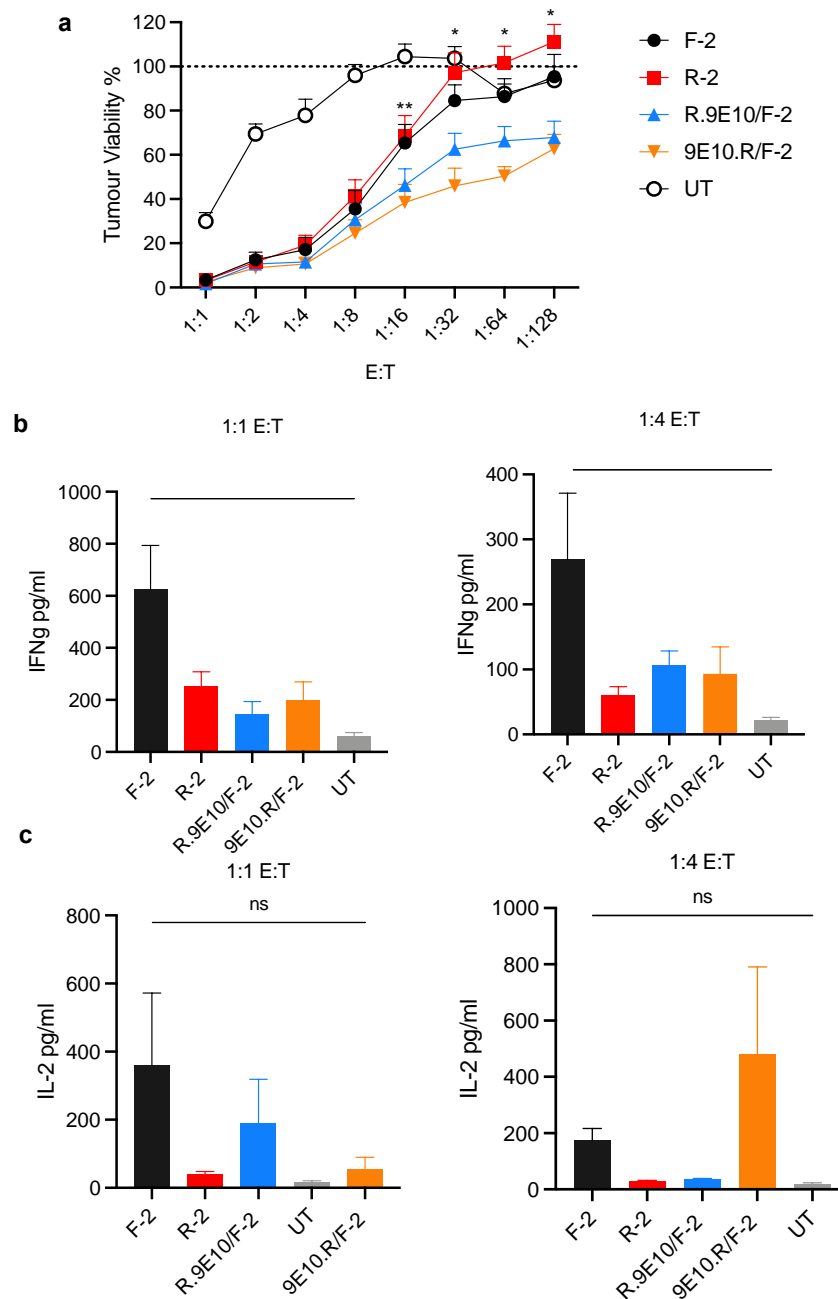 a
Tumour Viability %
120
100
80
60
40
20
0
**
*
*
*
1:1
1:2
1:4
1:8
1:16
1:32
1:64
1:128
E:T
F-2
R-2
R.9E10/F-2
9E10.R/F-2
UT
b
1:1 E:T
IFNg pg/ml
1000
800
600
400
200
0
F-2
R-2
R.9E10/F-2
9E10.R/F-2
UT
1:4 E:T
IFNg pg/ml
400
300
200
100
0
F-2
R-2
R.9E10/F-2
9E10.R/F-2
UT
c
1:1 E:T
ns
IL-2 pg/ml
800
600
400
200
0
F-2
R-2
R.9E10/F-2
UT
9E10.R/F-2
1:4 E:T
ns
IL-2 pg/ml
1000
800
600
400
200
0
F-2
R-2
R.9E10/F-2
9E10.R/F-2
UT